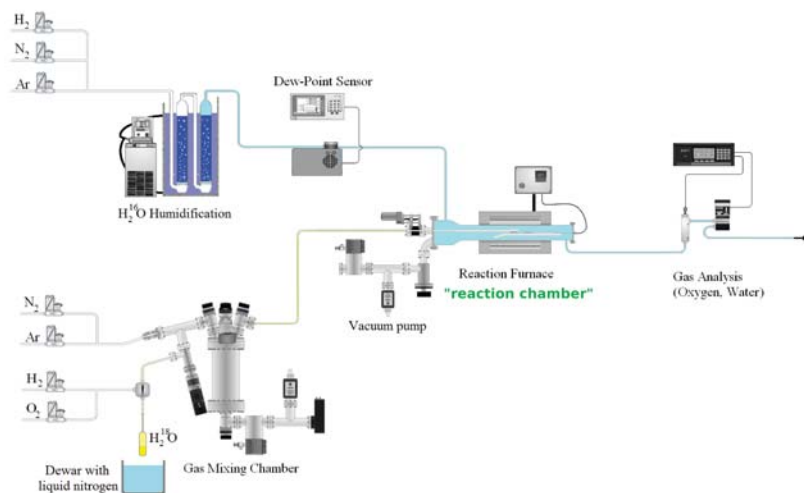 H₂
N₂
Ar
Dew-Point Sensor
H₂¹⁶O Humidification
Reaction Furnace
"reaction chamber"
Gas Analysis
(Oxygen, Water)
Vacuum pump
N₂
Ar
H₂
O₂
H₂¹⁸O
Gas Mixing Chamber
Dewar with
liquid nitrogen